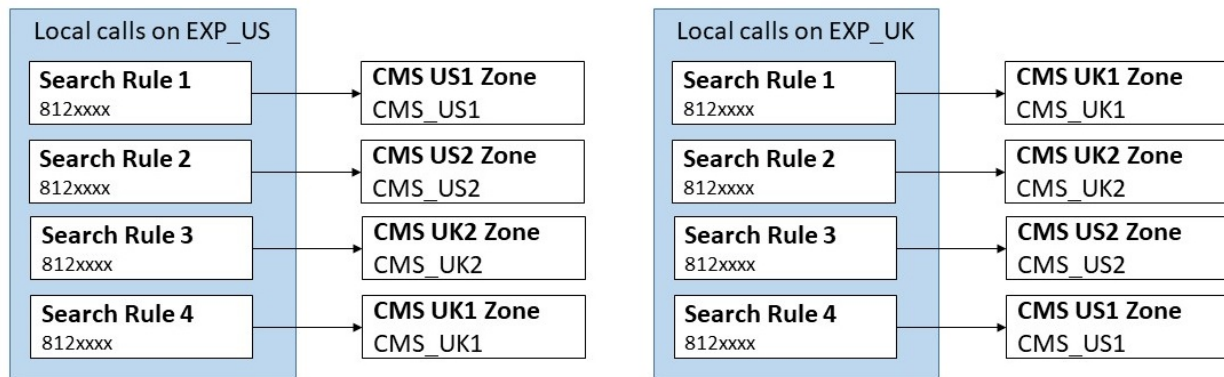 Local calls on EXP_US
Search Rule 1
812xxxx
CMS US1 Zone
CMS_US1
Search Rule 2
812xxxx
CMS US2 Zone
CMS_US2
Search Rule 3
812xxxx
CMS UK2 Zone
CMS_UK2
Search Rule 4
812xxxx
CMS UK1 Zone
CMS_UK1
Local calls on EXP_UK
Search Rule 1
812xxxx
CMS UK1 Zone
CMS_UK1
Search Rule 2
812xxxx
CMS UK2 Zone
CMS_UK2
Search Rule 3
812xxxx
CMS US2 Zone
CMS_US2
Search Rule 4
812xxxx
CMS US1 Zone
CMS_US1